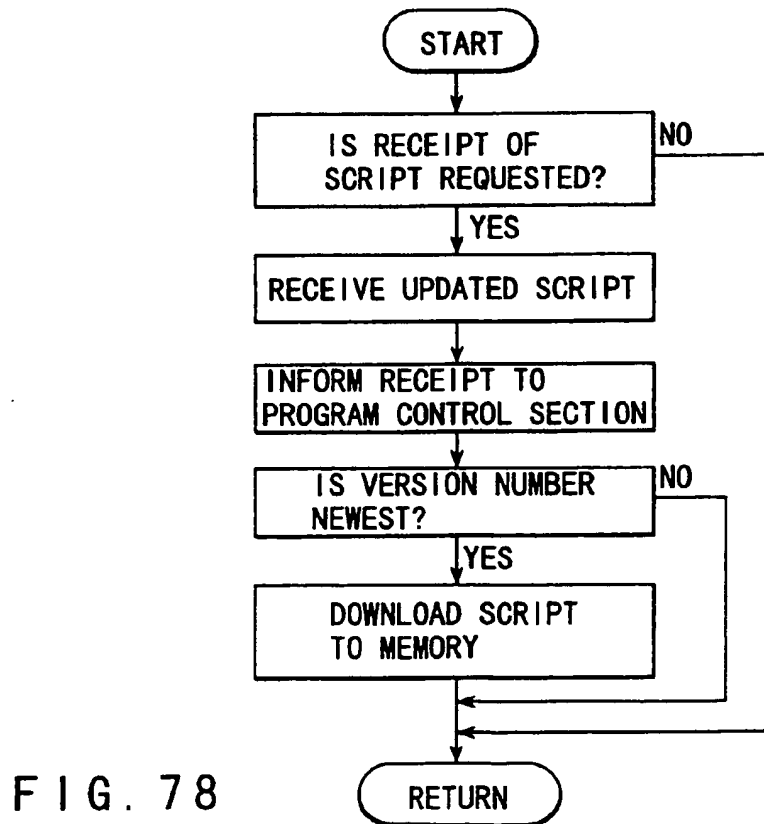 START
IS RECEIPT OF
SCRIPT REQUESTED?
NO
YES
RECEIVE UPDATED SCRIPT
INFORM RECEIPT TO
PROGRAM CONTROL SECTION
IS VERSION NUMBER
NEWEST?
NO
YES
DOWNLOAD SCRIPT
TO MEMORY
RETURN
FIG. 78